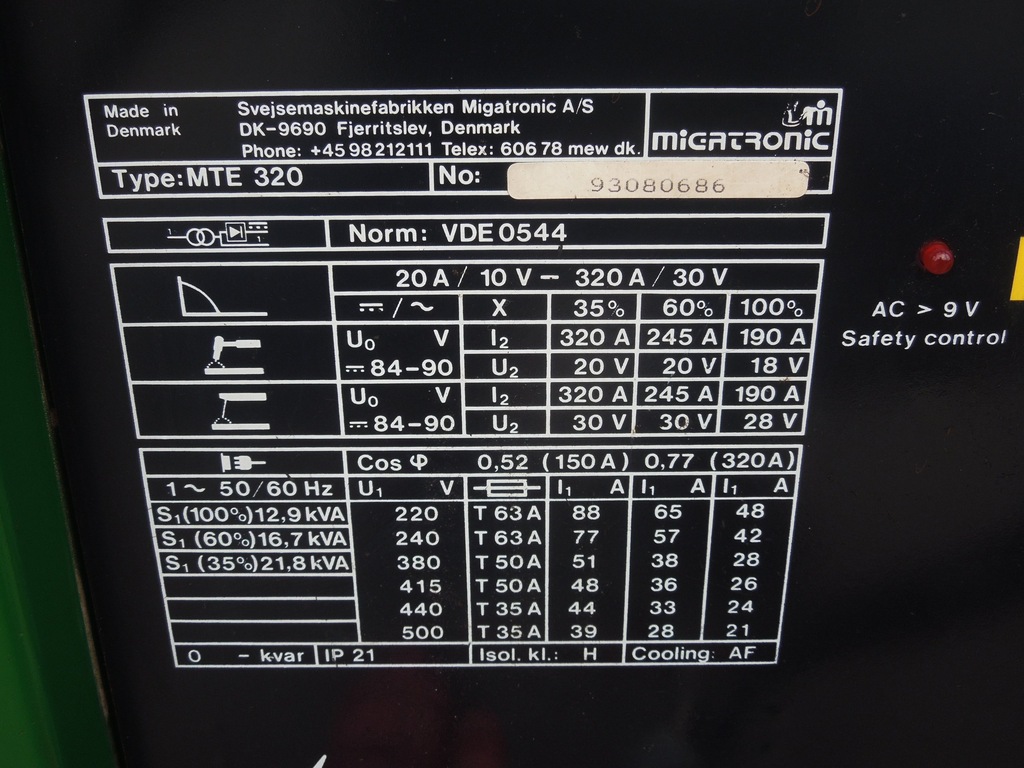 Made in Svejsemaskinefabrikken Migatronic A/S
Denmark DK-9690 Fjerritslev, Denmark
Phone: +45 98 212111 Telex: 606 78 mew dk.
MIGATRONIC
Type: MTE 320 No: 93080686
Norm: VDE 0544
20 A / 10 V – 320 A / 30 V
⎓ / ~ X 35% 60% 100%
U₀ V I₂ 320 A 245 A 190 A
⎓ 84-90 U₂ 20 V 20 V 18 V
U₀ V I₂ 320 A 245 A 190 A
⎓ 84-90 U₂ 30 V 30 V 28 V
Cos φ 0,52 (150 A) 0,77 (320 A)
1~ 50/60 Hz U₁ V I₁ A I₁ A I₁ A
S₁(100%)12,9 kVA 220 T 63 A 88 65 48
S₁ (60%)16,7 kVA 240 T 63 A 77 57 42
S₁ (35%)21,8 kVA 380 T 50 A 51 38 28
415 T 50 A 48 36 26
440 T 35 A 44 33 24
500 T 35 A 39 28 21
0 – kvar IP 21 Isol. kl.: H Cooling: AF
AC > 9 V
Safety control